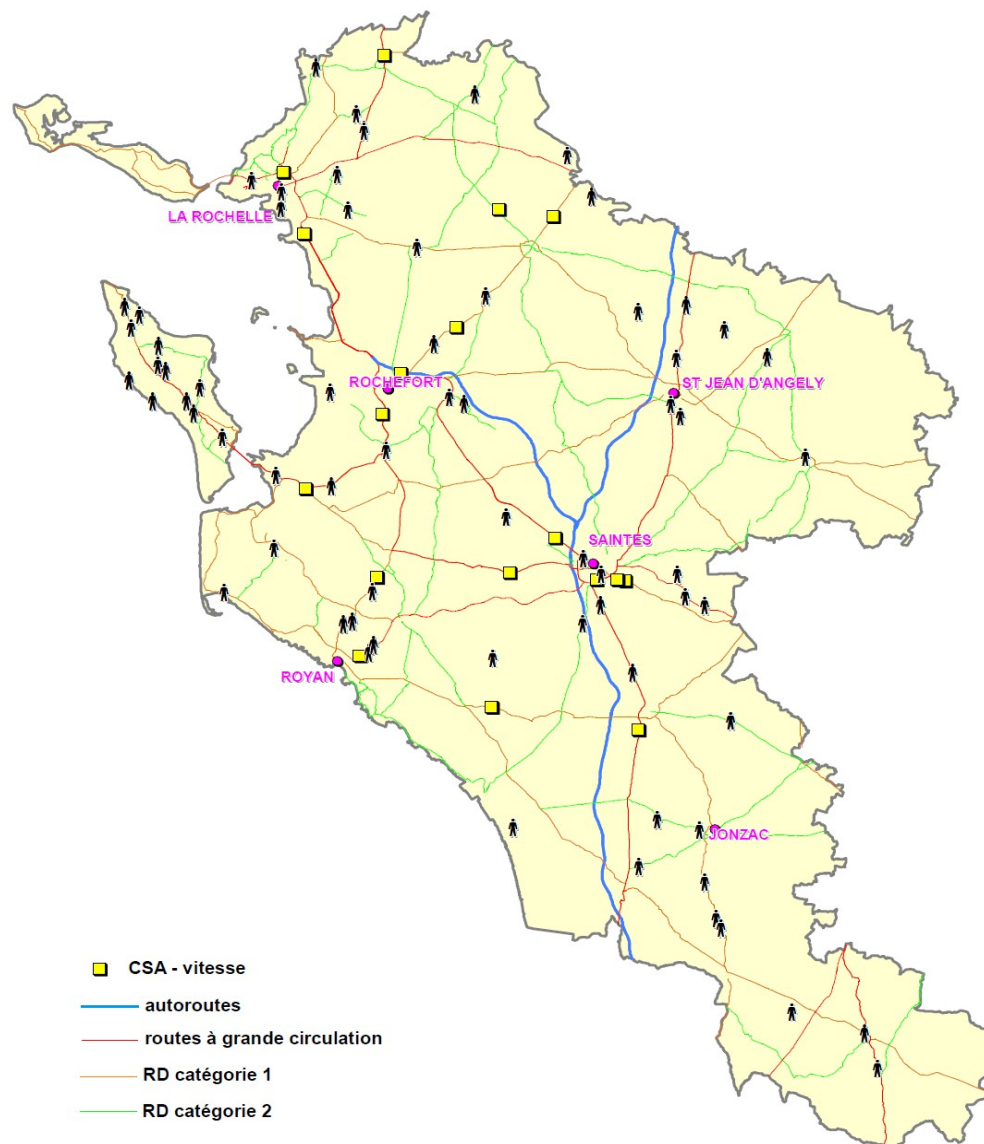 LA ROCHELLE
ROCHEFORT
ST JEAN D'ANGELY
SAINTES
ROYAN
JONZAC
CSA - vitesse
autoroutes
routes à grande circulation
RD catégorie 1
RD catégorie 2